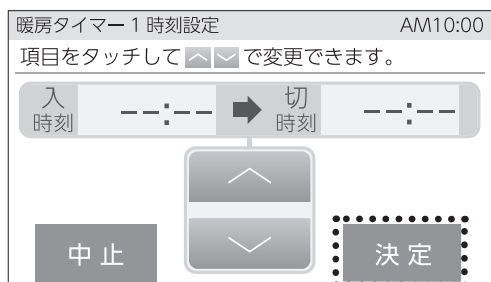 暖房タイマー1時刻設定 AM10:00
項目をタッチして で変更できます。
入時刻 --:-- 切時刻 --:--
中止 決定